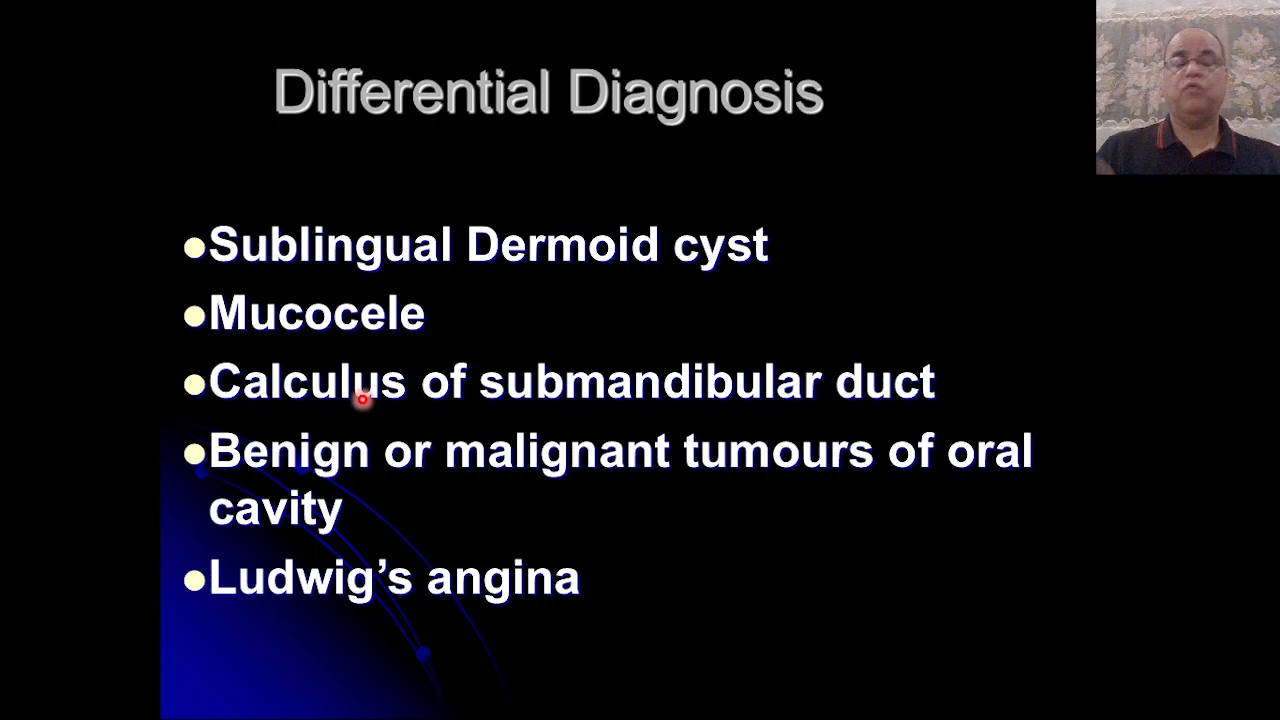 Differential Diagnosis
●Sublingual Dermoid cyst
●Mucocele
●Calculus of submandibular duct
●Benign or malignant tumours of oral
cavity
●Ludwig’s angina